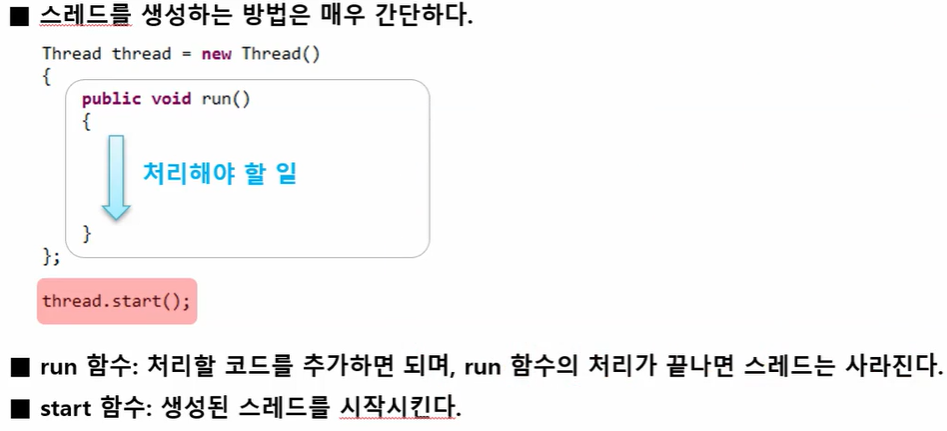 ■ 스레드를 생성하는 방법은 매우 간단하다.
Thread thread = new Thread()
{
public void run()
{
처리해야 할 일
}
};
thread.start();
■ run 함수: 처리할 코드를 추가하면 되며, run 함수의 처리가 끝나면 스레드는 사라진다.
■ start 함수: 생성된 스레드를 시작시킨다.